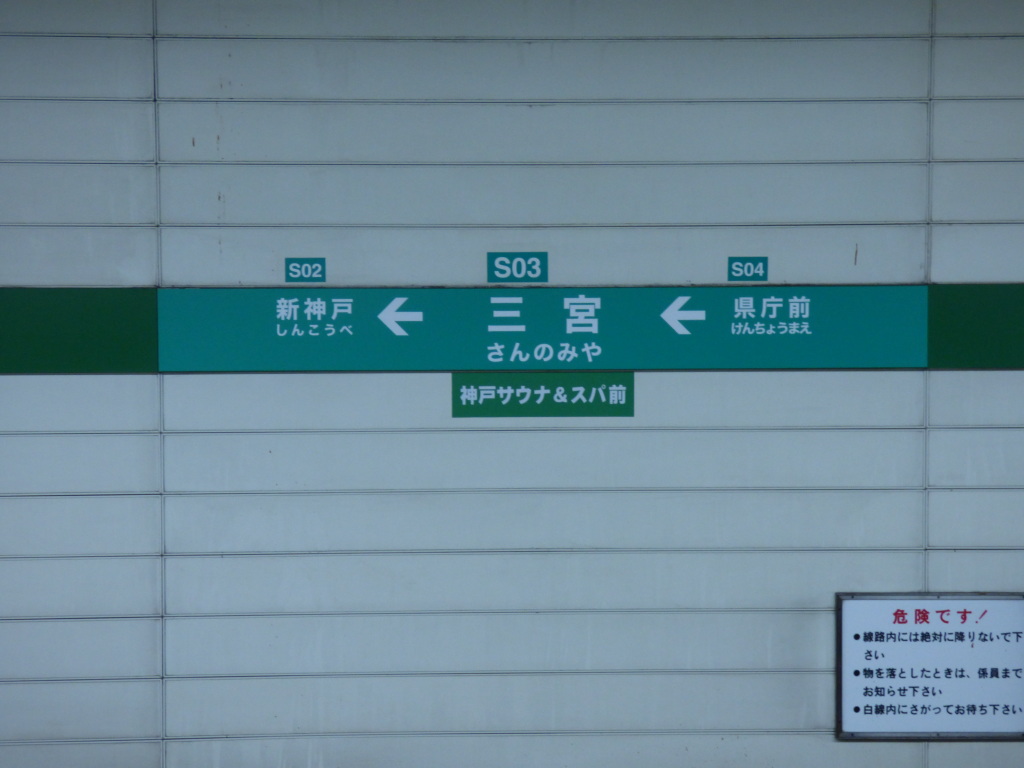 S02
S03
S04
新神戸
しんこうべ
三宮
さんのみや
県庁前
けんちょうまえ
神戸サウナ&スパ前
危険です!
●線路内には絶対に降りないで下
さい
●物を落としたときは、係員まで
お知らせ下さい
●白線内にさがってお待ち下さい